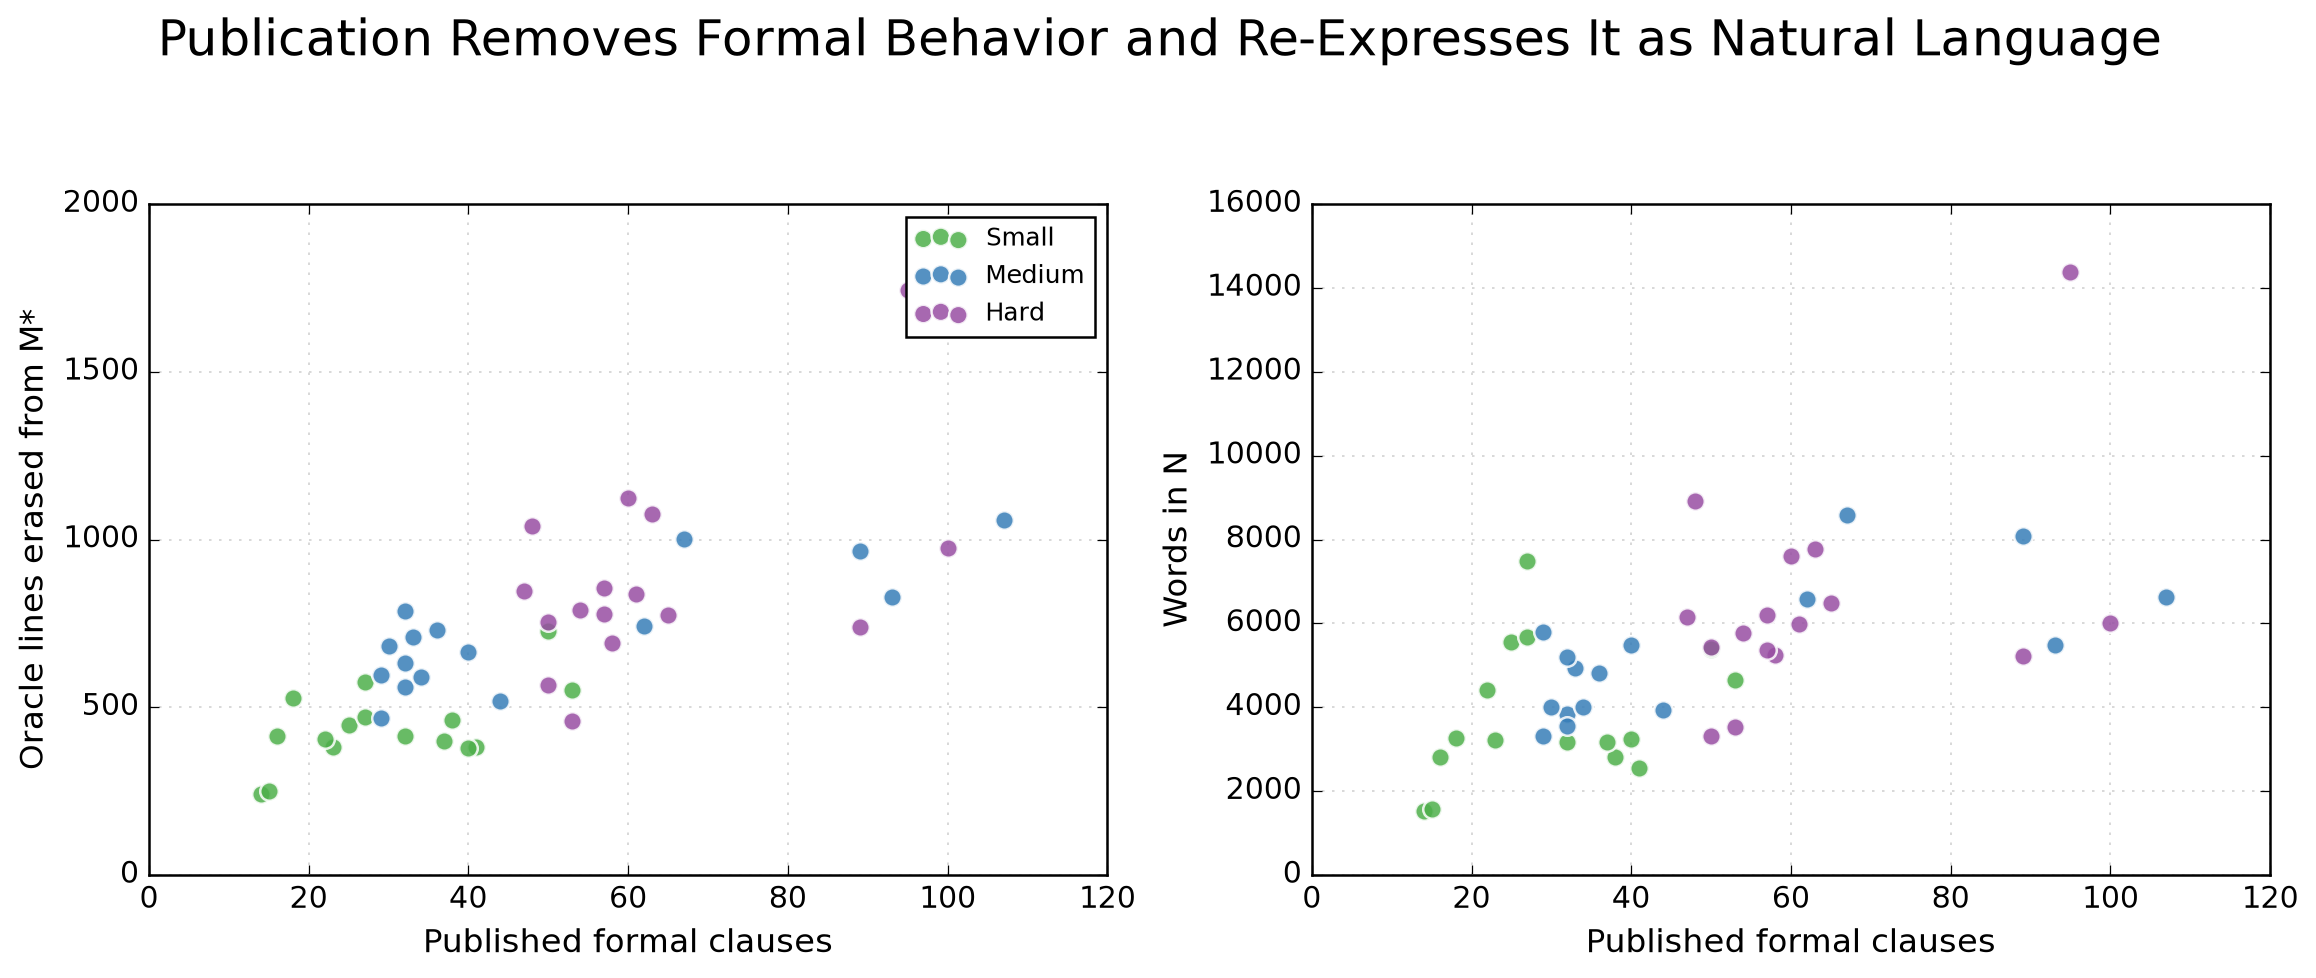 Publication Removes Formal Behavior and Re-Expresses It as Natural Language
Oracle lines erased from M*
2000
1500
1000
500
0
0 20 40 60 80 100 120
Published formal clauses
Small
Medium
Hard
Words in N
16000
14000
12000
10000
8000
6000
4000
2000
0
0 20 40 60 80 100 120
Published formal clauses